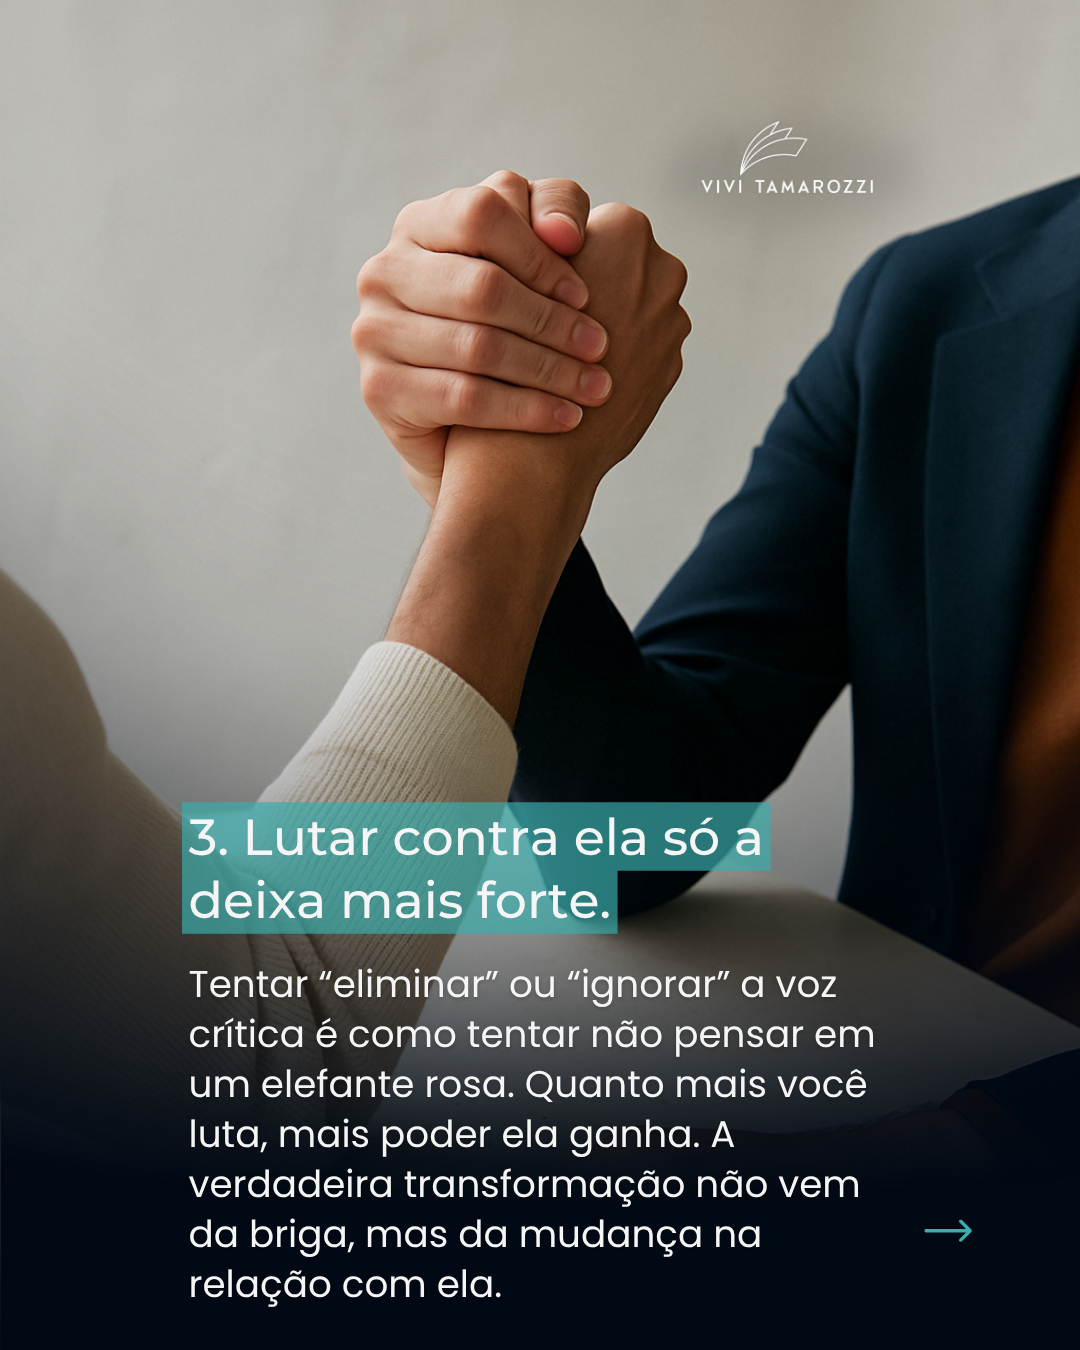 VIVI TAMAROZZI
3. Lutar contra ela só a
deixa mais forte.
Tentar “eliminar” ou “ignorar” a voz
crítica é como tentar não pensar em
um elefante rosa. Quanto mais você
luta, mais poder ela ganha. A
verdadeira transformação não vem
da briga, mas da mudança na
relação com ela.